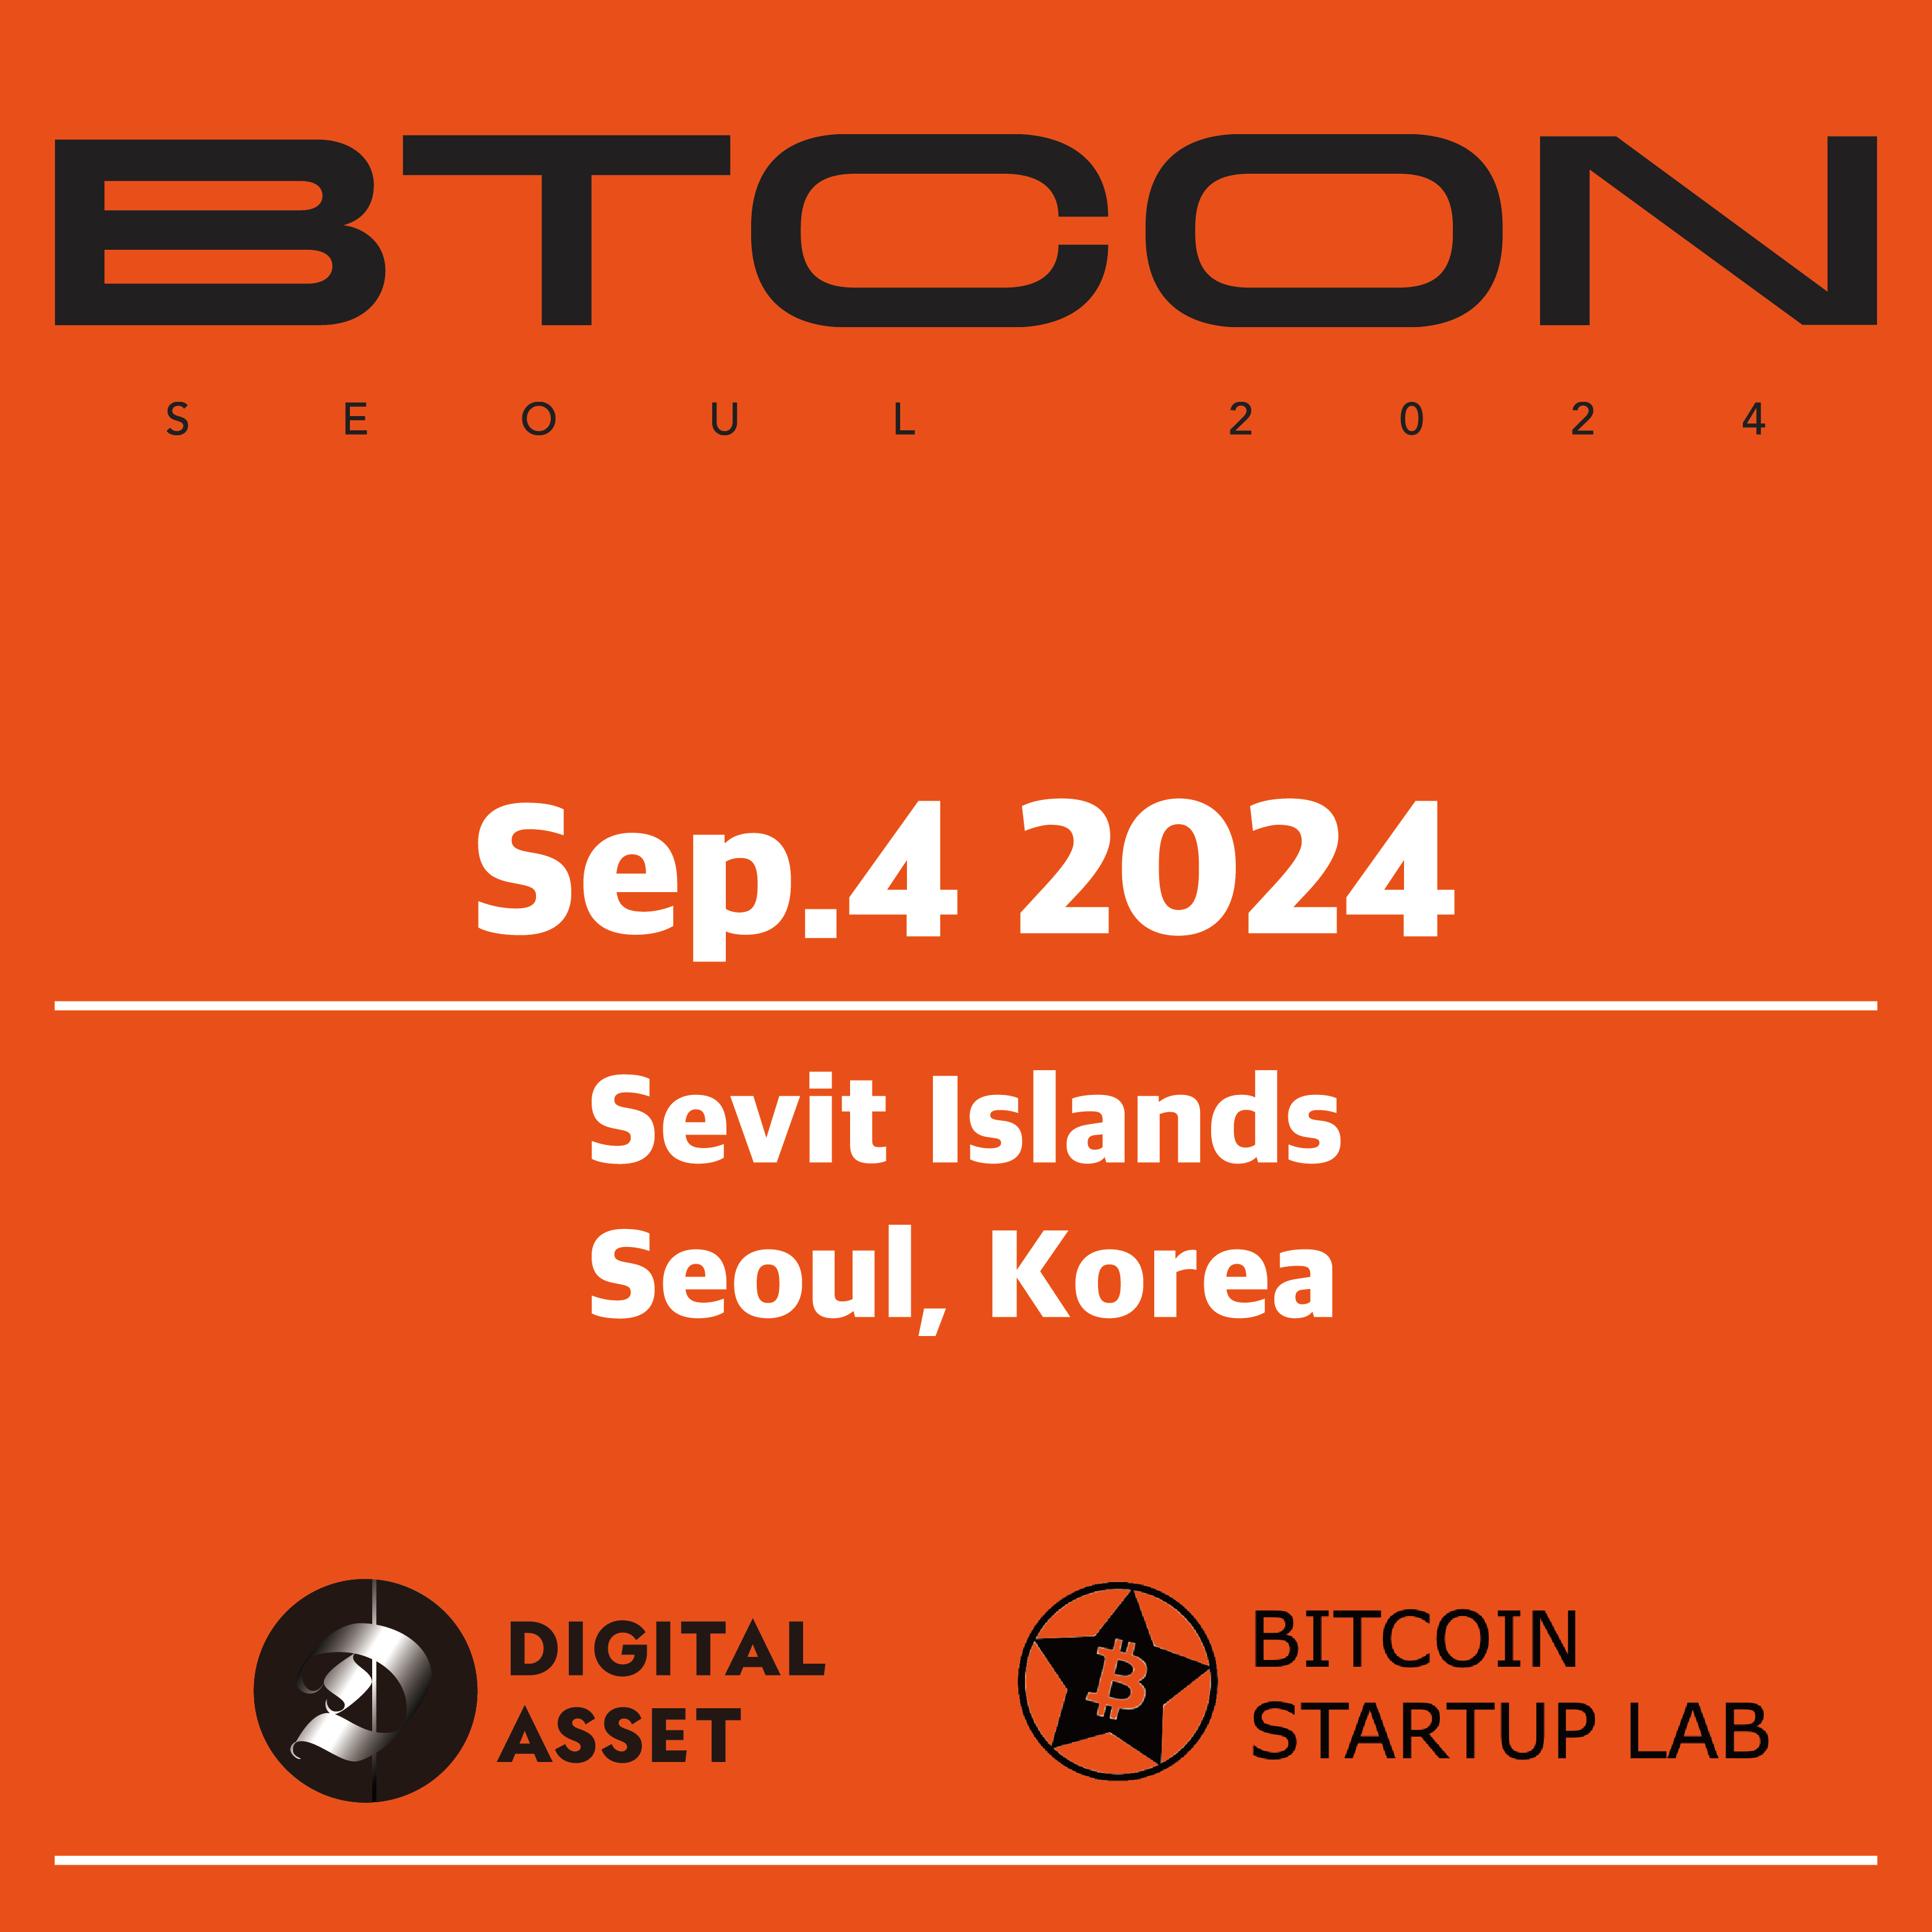 BTCON
SEOUL 2024
Sep.4 2024
Sevit Islands
Seoul, Korea
DIGITAL
ASSET
BITCOIN
STARTUP LAB